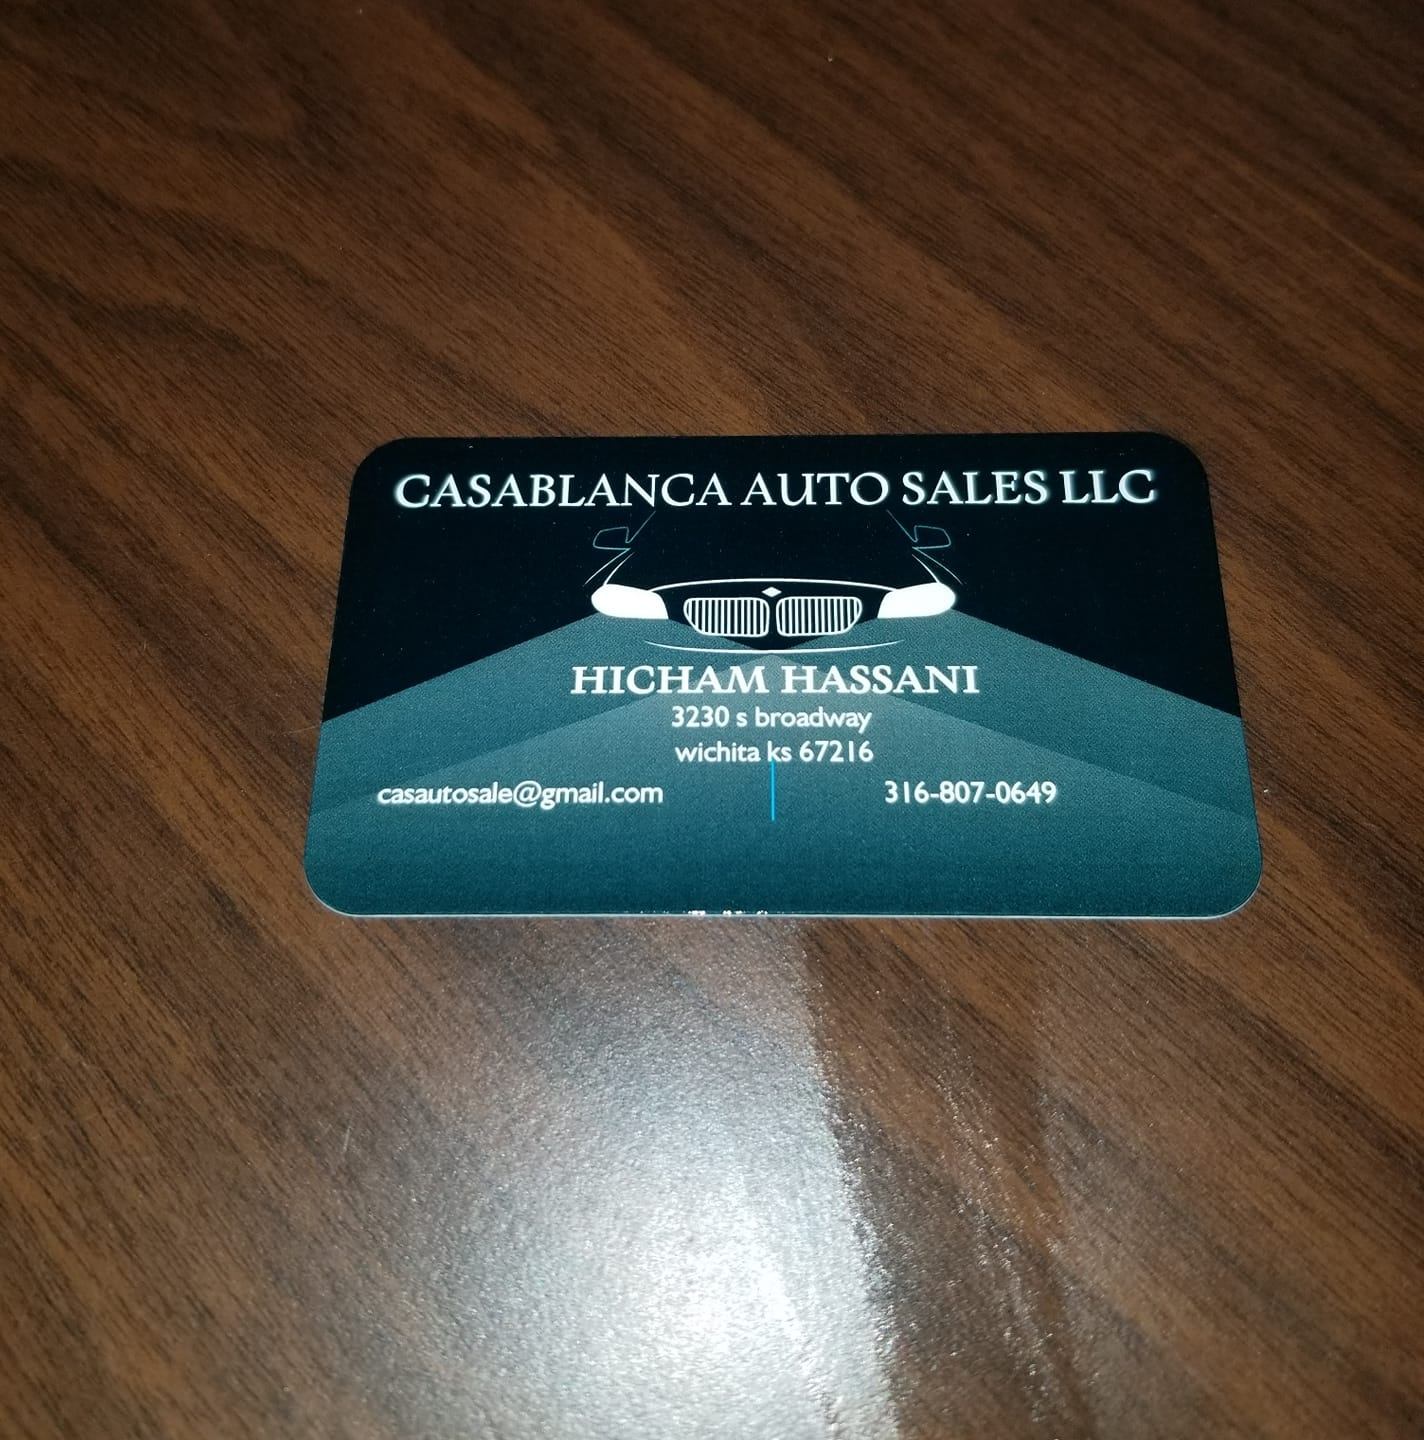 CASABLANCA AUTO SALES LLC
HICHAM HASSANI
3230 s broadway
wichita ks 67216
casautosale@gmail.com
316-807-0649